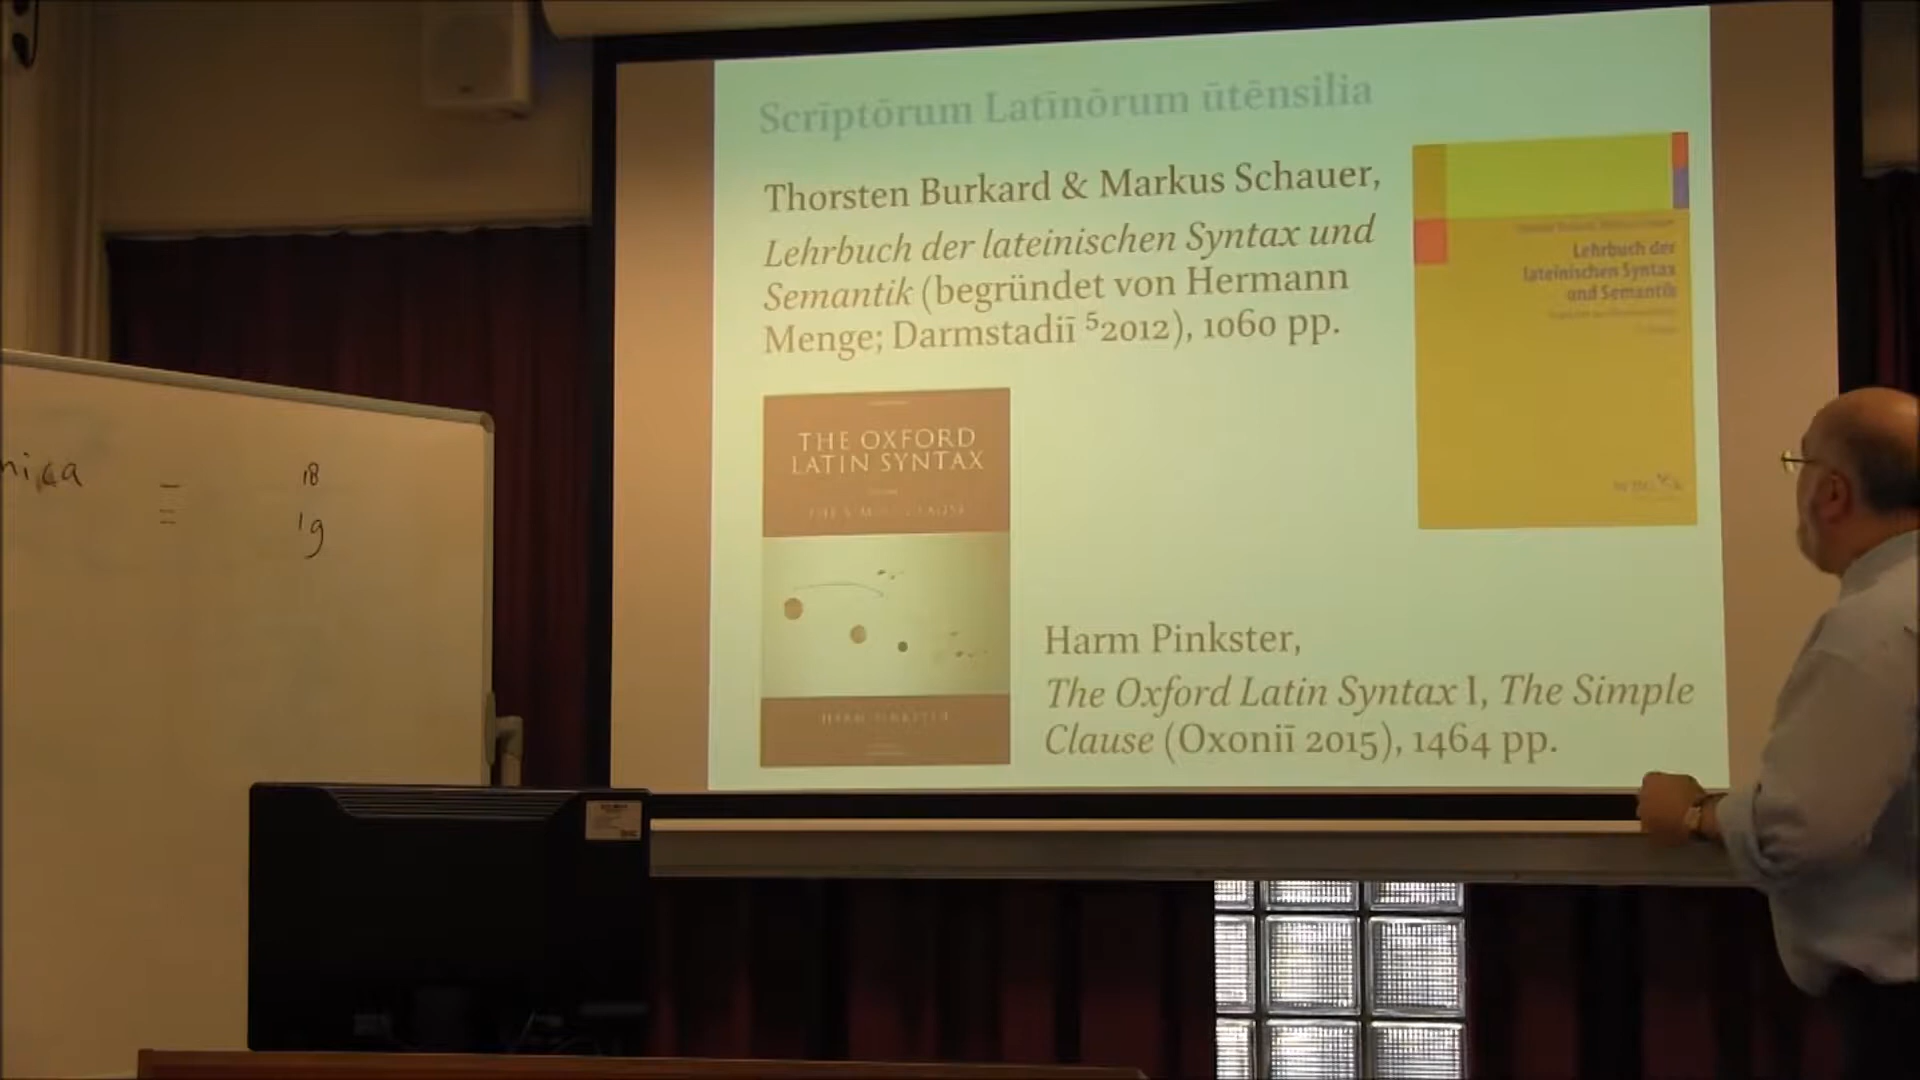 Scrīptōrum Latīnōrum ūtēnsilia
Thorsten Burkard & Markus Schauer,
Lehrbuch der lateinischen Syntax und
Semantik (begründet von Hermann
Menge; Darmstadiī ⁵2012), 1060 pp.
Lehrbuch der
lateinischen Syntax
und Semantik
THE OXFORD
LATIN SYNTAX
HARM PINKSTER
Harm Pinkster,
The Oxford Latin Syntax I, The Simple
Clause (Oxoniī 2015), 1464 pp.
18
19